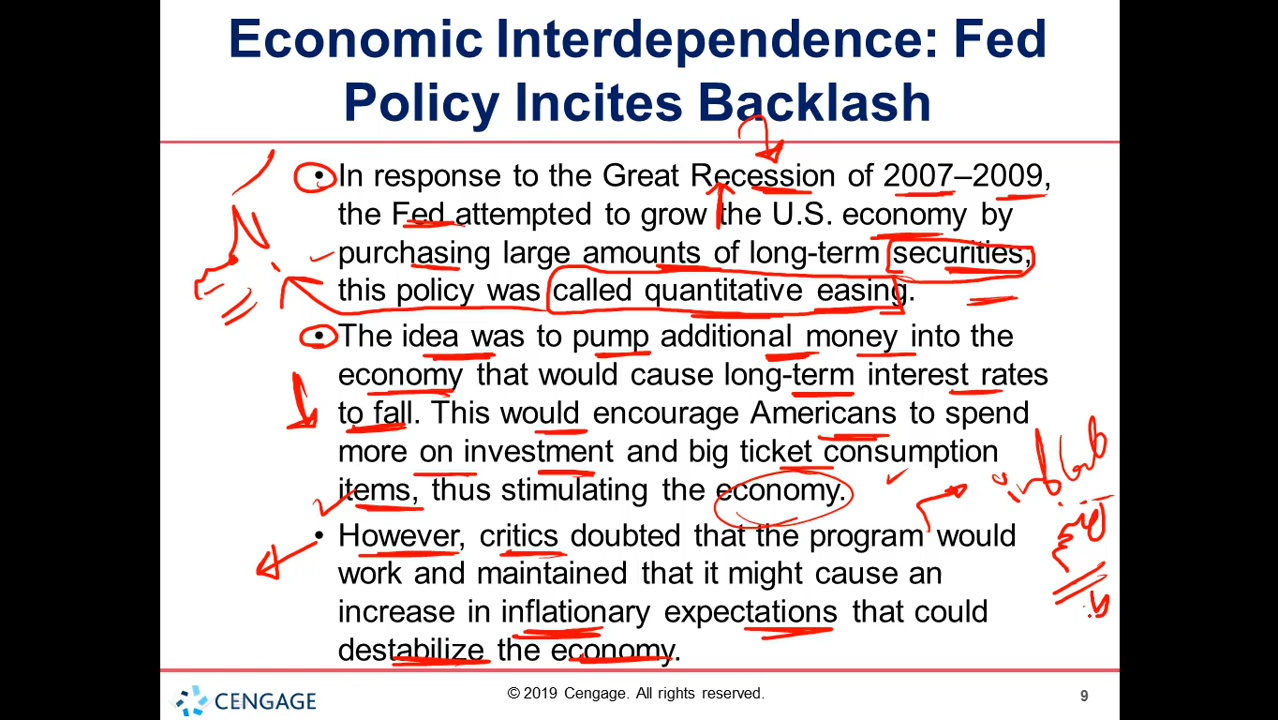 Economic Interdependence: Fed
Policy Incites Backlash
• In response to the Great Recession of 2007–2009,
the Fed attempted to grow the U.S. economy by
purchasing large amounts of long-term securities,
this policy was called quantitative easing.
• The idea was to pump additional money into the
economy that would cause long-term interest rates
to fall. This would encourage Americans to spend
more on investment and big ticket consumption
items, thus stimulating the economy.
• However, critics doubted that the program would
work and maintained that it might cause an
increase in inflationary expectations that could
destabilize the economy.
CENGAGE
© 2019 Cengage. All rights reserved.
9